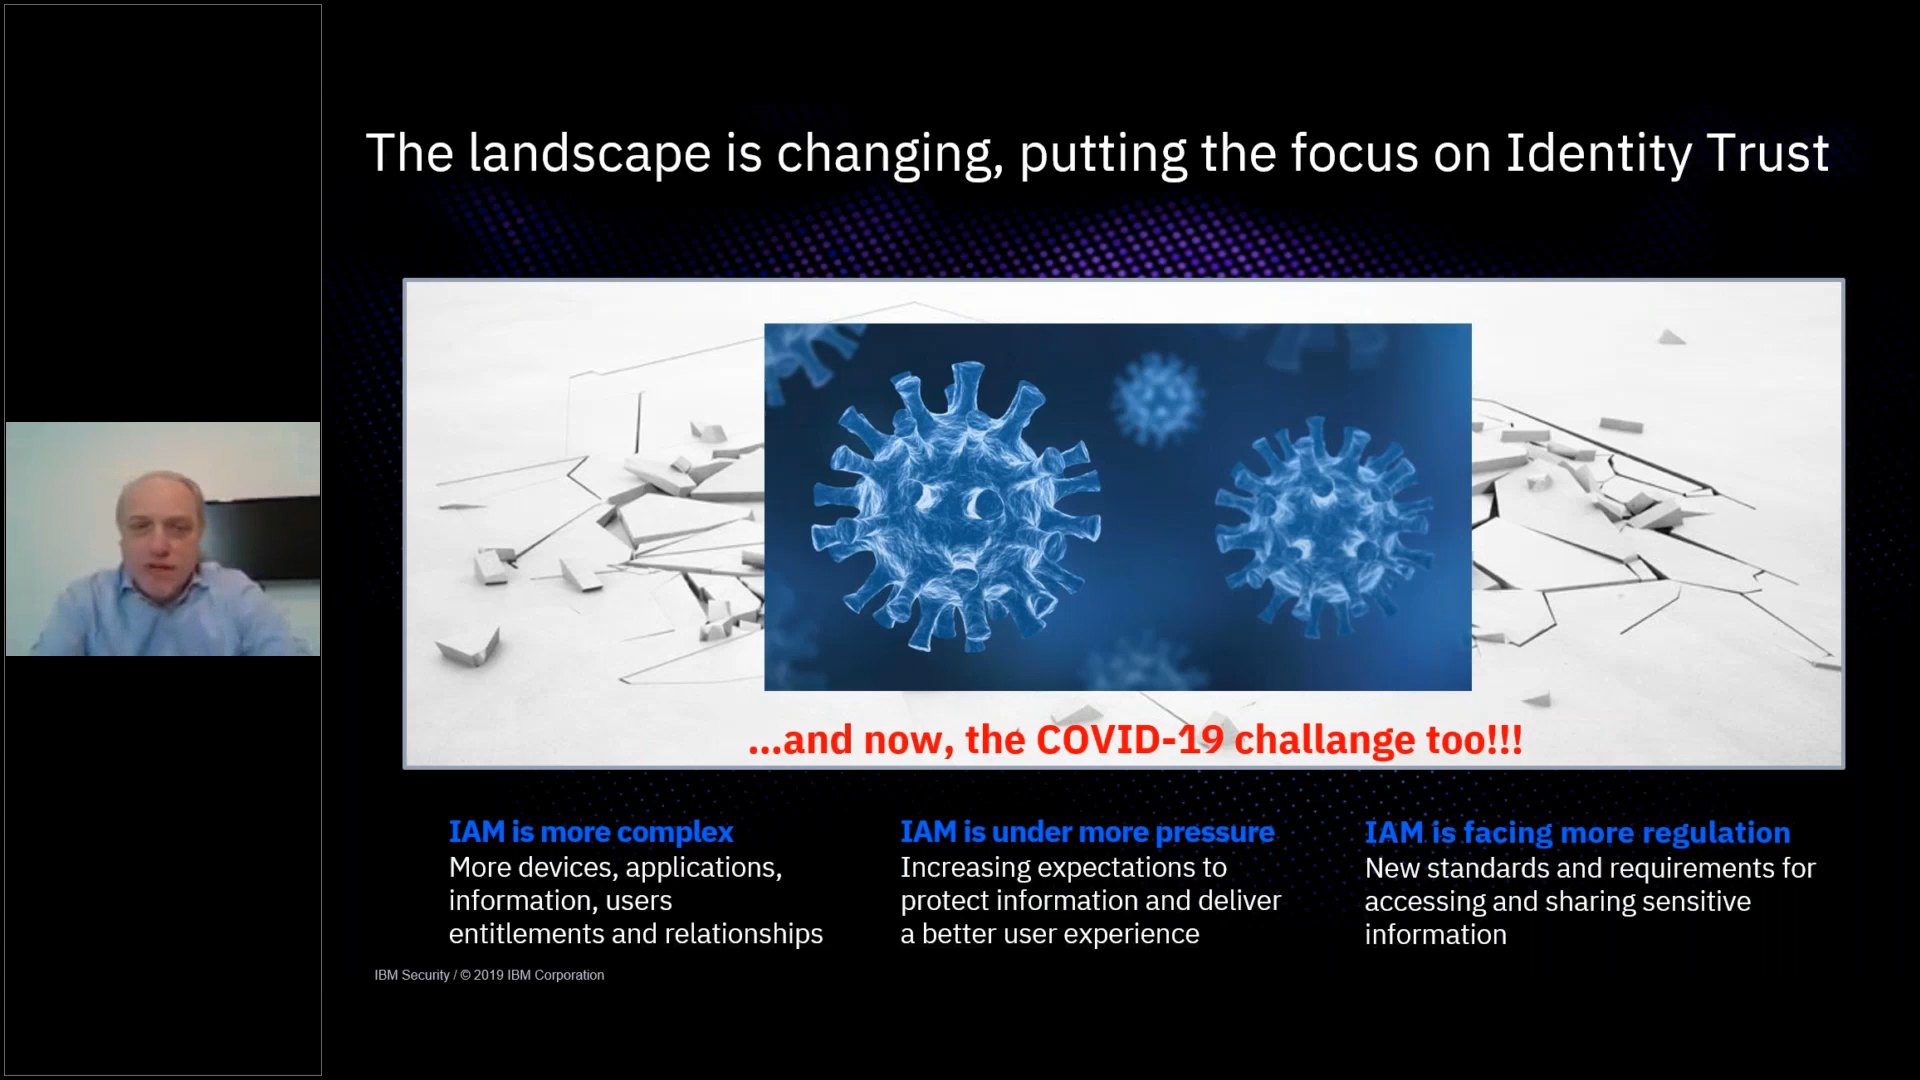 The landscape is changing, putting the focus on Identity Trust
...and now, the COVID-19 challange too!!!
IAM is more complex
More devices, applications,
information, users
entitlements and relationships
IAM is under more pressure
Increasing expectations to
protect information and deliver
a better user experience
IAM is facing more regulation
New standards and requirements for
accessing and sharing sensitive
information
IBM Security / © 2019 IBM Corporation